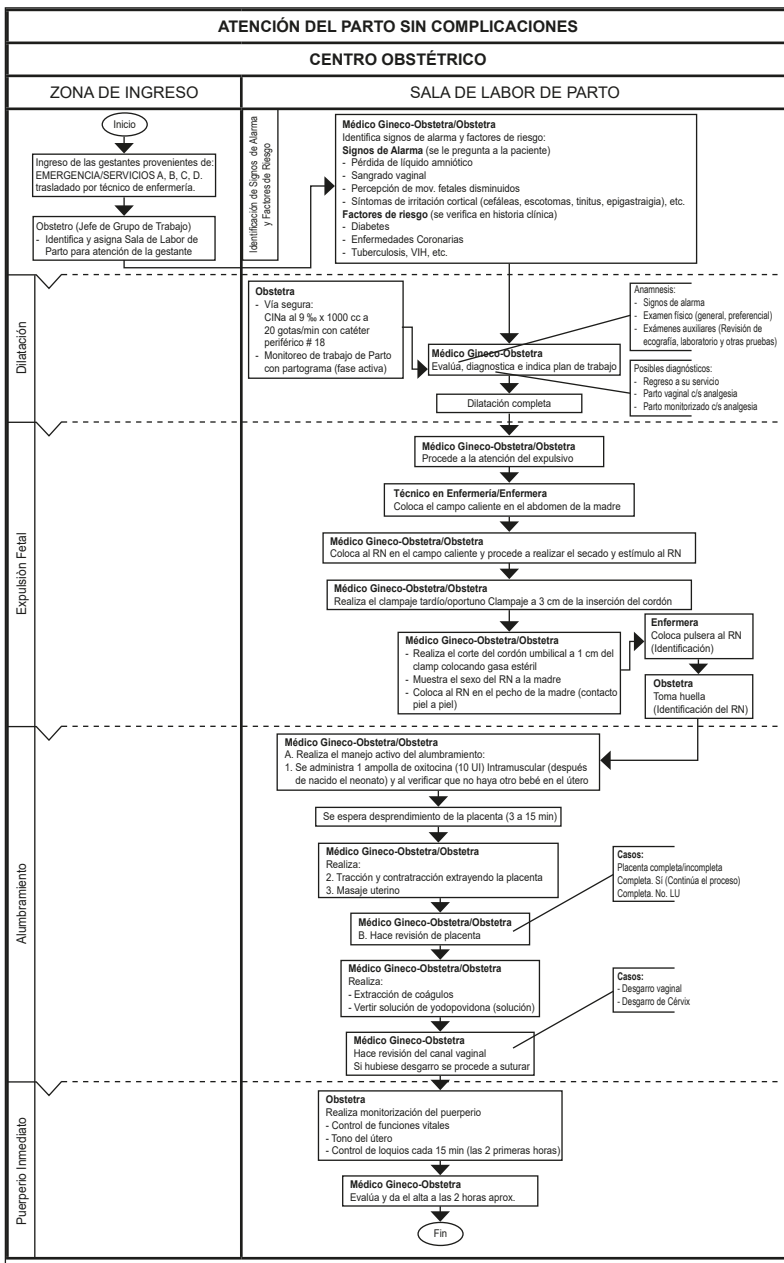 ATENCIÓN DEL PARTO SIN COMPLICACIONES
CENTRO OBSTÉTRICO
ZONA DE INGRESO
SALA DE LABOR DE PARTO
Inicio
Ingreso de las gestantes provenientes de:
EMERGENCIA/SERVICIOS A, B, C, D.
trasladado por técnico de enfermería.
Obstetro (Jefe de Grupo de Trabajo)
- Identifica y asigna Sala de Labor de
Parto para atención de la gestante
Identificación de Signos de Alarma
y Factores de Riesgo
Médico Gineco-Obstetra/Obstetra
Identifica signos de alarma y factores de riesgo:
Signos de Alarma (se le pregunta a la paciente)
- Pérdida de líquido amniótico
- Sangrado vaginal
- Percepción de mov. fetales disminuidos
- Síntomas de irritación cortical (cefáleas, escotomas, tinitus, epigastraigia), etc.
Factores de riesgo (se verifica en historia clínica)
- Diabetes
- Enfermedades Coronarias
- Tuberculosis, VIH, etc.
Dilatación
Obstetra
- Vía segura:
CINa al 9 ‰ x 1000 cc a
20 gotas/min con catéter
periférico # 18
- Monitoreo de trabajo de Parto
con partograma (fase activa)
Médico Gineco-Obstetra
Evalúa, diagnostica e indica plan de trabajo
Anamnesis:
- Signos de alarma
- Examen físico (general, preferencial)
- Exámenes auxiliares (Revisión de
ecografía, laboratorio y otras pruebas)
Posibles diagnósticos:
- Regreso a su servicio
- Parto vaginal c/s analgesia
- Parto monitorizado c/s analgesia
Dilatación completa
Expulsiòn Fetal
Médico Gineco-Obstetra/Obstetra
Procede a la atención del expulsivo
Técnico en Enfermería/Enfermera
Coloca el campo caliente en el abdomen de la madre
Médico Gineco-Obstetra/Obstetra
Coloca al RN en el campo caliente y procede a realizar el secado y estímulo al RN
Médico Gineco-Obstetra/Obstetra
Realiza el clampaje tardío/oportuno Clampaje a 3 cm de la inserción del cordón
Médico Gineco-Obstetra/Obstetra
- Realiza el corte del cordón umbilical a 1 cm del
clamp colocando gasa estéril
- Muestra el sexo del RN a la madre
- Coloca al RN en el pecho de la madre (contacto
piel a piel)
Enfermera
Coloca pulsera al RN
(Identificación)
Obstetra
Toma huella
(Identificación del RN)
Alumbramiento
Médico Gineco-Obstetra/Obstetra
A. Realiza el manejo activo del alumbramiento:
1. Se administra 1 ampolla de oxitocina (10 UI) Intramuscular (después
de nacido el neonato) y al verificar que no haya otro bebé en el útero
Se espera desprendimiento de la placenta (3 a 15 min)
Médico Gineco-Obstetra/Obstetra
Realiza:
2. Tracción y contratracción extrayendo la placenta
3. Masaje uterino
Casos:
Placenta completa/incompleta
Completa. Sí (Continúa el proceso)
Completa. No. LU
Médico Gineco-Obstetra/Obstetra
B. Hace revisión de placenta
Médico Gineco-Obstetra/Obstetra
Realiza:
- Extracción de coágulos
- Vertir solución de yodopovidona (solución)
Casos:
- Desgarro vaginal
- Desgarro de Cérvix
Médico Gineco-Obstetra
Hace revisión del canal vaginal
Si hubiese desgarro se procede a suturar
Puerperio Inmediato
Obstetra
Realiza monitorización del puerperio
- Control de funciones vitales
- Tono del útero
- Control de loquios cada 15 min (las 2 primeras horas)
Médico Gineco-Obstetra
Evalúa y da el alta a las 2 horas aprox.
Fin